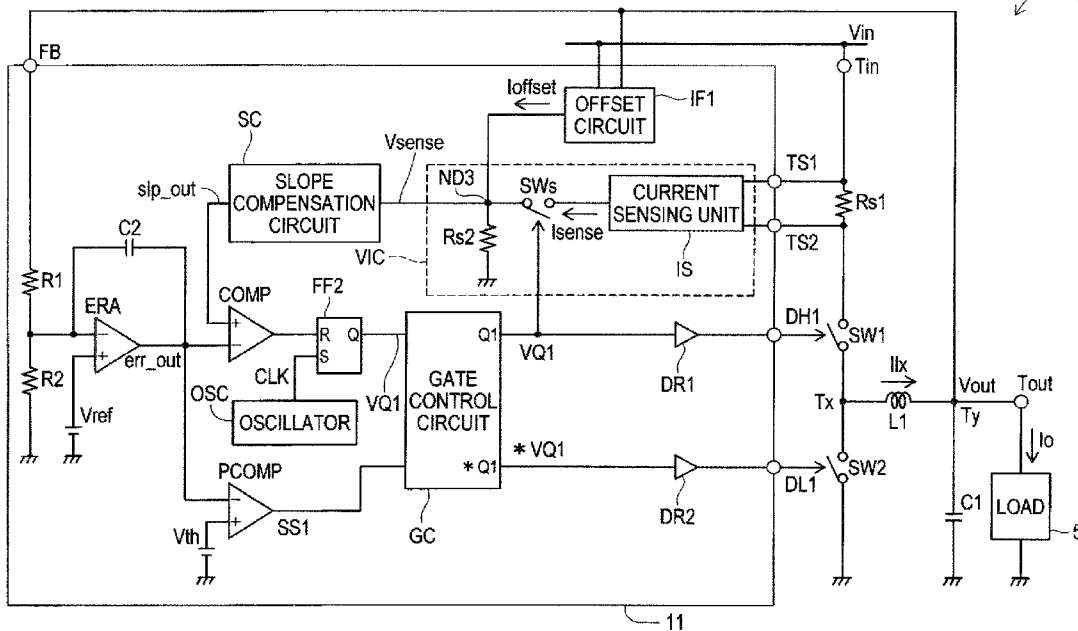 FB
Vin
Tin
Ioffset
OFFSET
CIRCUIT
IF1
SC
Vsense
slp_out
SLOPE
COMPENSATION
CIRCUIT
ND3
SWs
CURRENT
SENSING UNIT
TS1
Rs1
TS2
Rs2
Isense
IS
VIC
C2
R1
ERA
COMP
FF2
R
Q
S
Q1
VQ1
DR1
DH1
SW1
err_out
R2
CLK
VQ1
GATE
CONTROL
CIRCUIT
IIx
Vout
Tout
Tx
L1
Ty
Io
OSC
OSCILLATOR
Vref
*Q1
*VQ1
DR2
DL1
SW2
PCOMP
SS1
Vth
GC
C1
LOAD
5
11